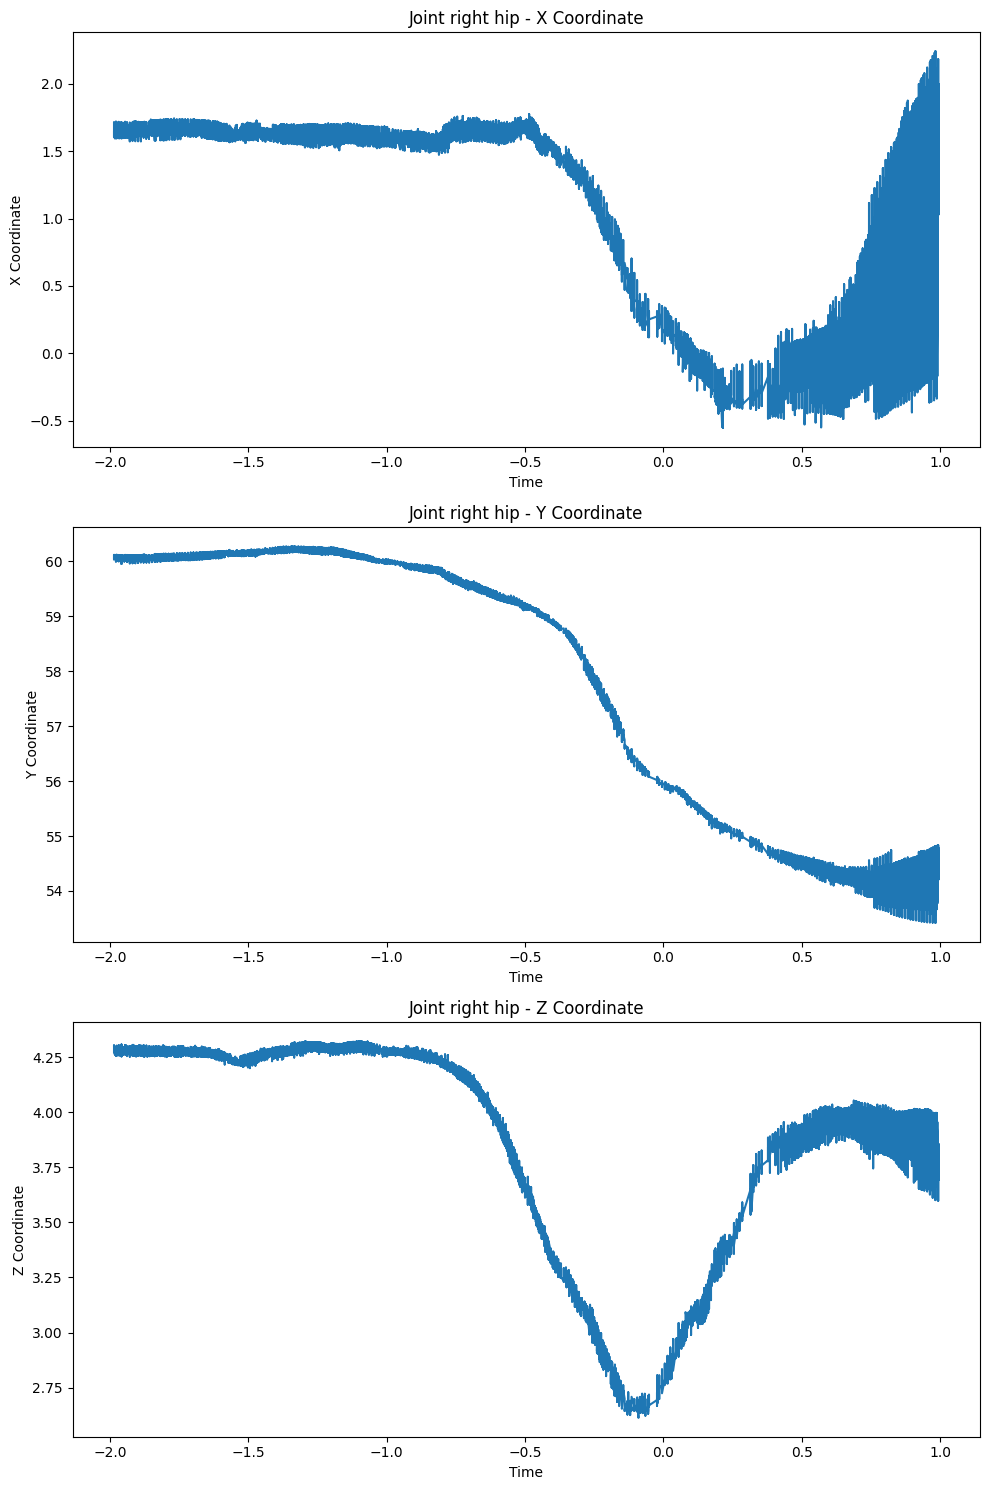 Joint right hip - X Coordinate
X Coordinate
2.0
1.5
1.0
0.5
0.0
−0.5
−2.0 −1.5 −1.0 −0.5 0.0 0.5 1.0
Time
Joint right hip - Y Coordinate
Y Coordinate
60
59
58
57
56
55
54
−2.0 −1.5 −1.0 −0.5 0.0 0.5 1.0
Time
Joint right hip - Z Coordinate
Z Coordinate
4.25
4.00
3.75
3.50
3.25
3.00
2.75
−2.0 −1.5 −1.0 −0.5 0.0 0.5 1.0
Time